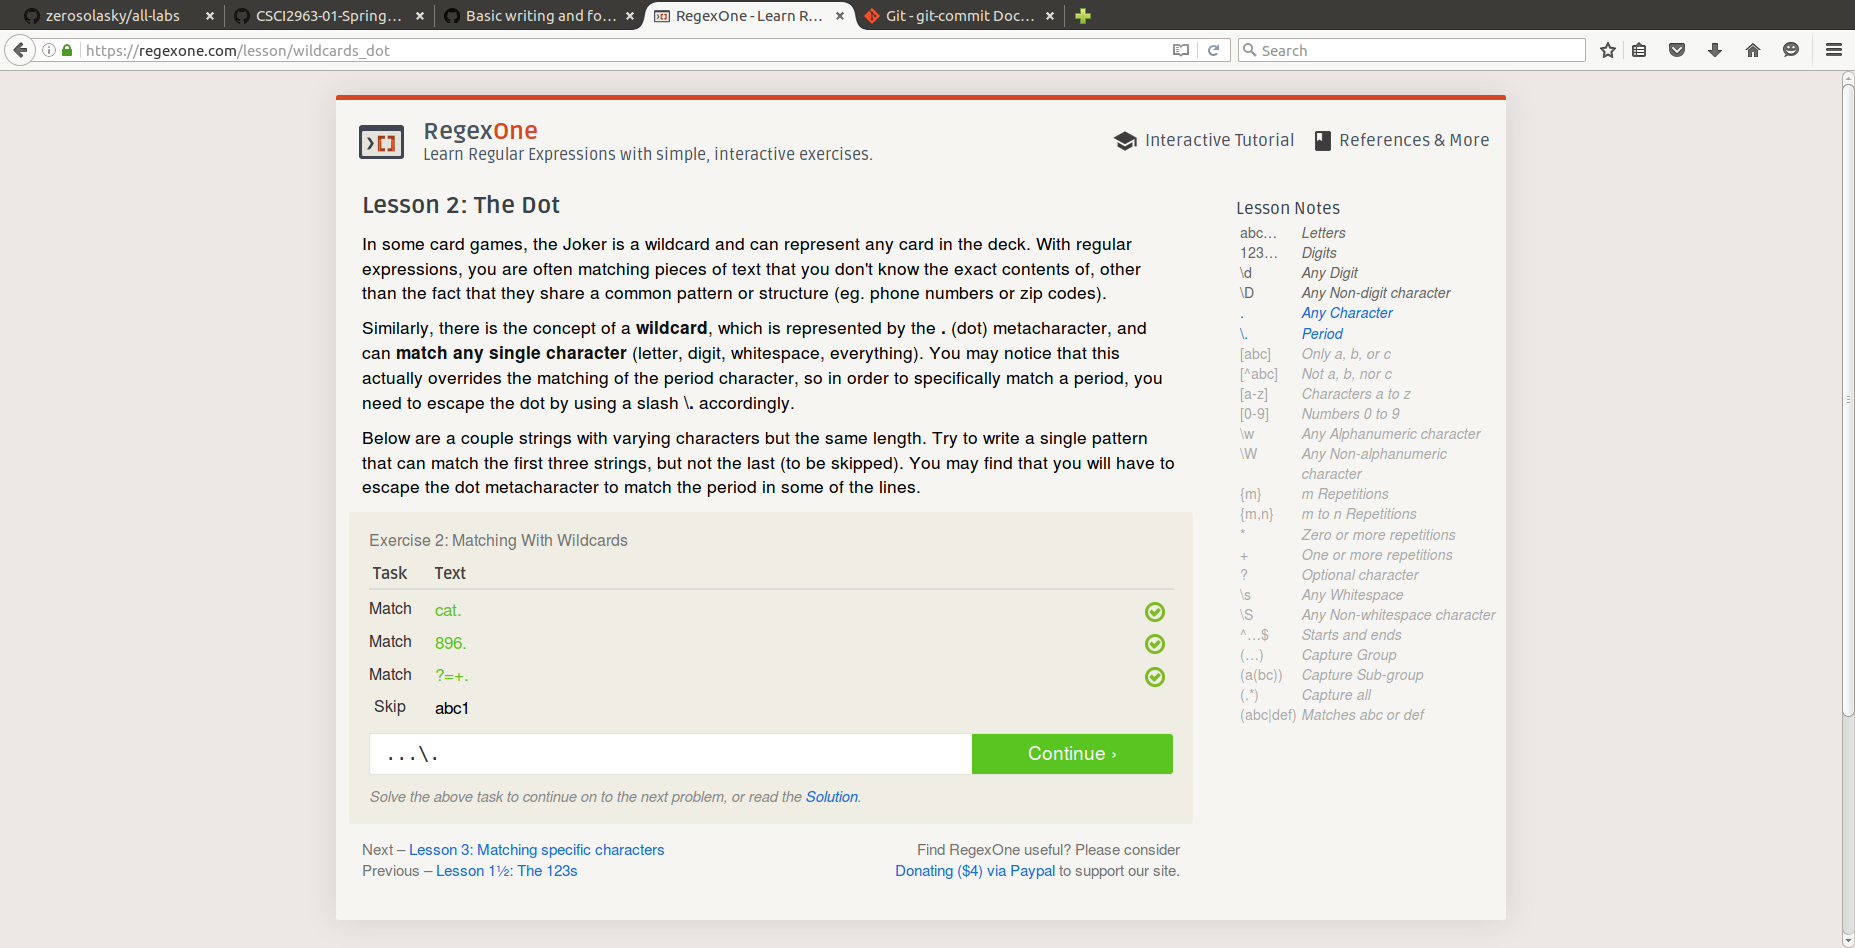 zerosolasky/all-labs
CSCI2963-01-Spring...
Basic writing and fo...
RegexOne - Learn R...
Git - git-commit Doc...
https://regexone.com/lesson/wildcards_dot
Search
RegexOne
Learn Regular Expressions with simple, interactive exercises.
Interactive Tutorial
References & More
Lesson 2: The Dot
In some card games, the Joker is a wildcard and can represent any card in the deck. With regular
expressions, you are often matching pieces of text that you don't know the exact contents of, other
than the fact that they share a common pattern or structure (eg. phone numbers or zip codes).
Similarly, there is the concept of a wildcard, which is represented by the . (dot) metacharacter, and
can match any single character (letter, digit, whitespace, everything). You may notice that this
actually overrides the matching of the period character, so in order to specifically match a period, you
need to escape the dot by using a slash \. accordingly.
Below are a couple strings with varying characters but the same length. Try to write a single pattern
that can match the first three strings, but not the last (to be skipped). You may find that you will have to
escape the dot metacharacter to match the period in some of the lines.
Exercise 2: Matching With Wildcards
Task Text
Match cat.
Match 896.
Match ?=+.
Skip abc1
...\.
Continue ›
Solve the above task to continue on to the next problem, or read the Solution.
Next – Lesson 3: Matching specific characters
Previous – Lesson 1½: The 123s
Find RegexOne useful? Please consider
Donating ($4) via Paypal to support our site.
Lesson Notes
abc… Letters
123… Digits
\d Any Digit
\D Any Non-digit character
. Any Character
\. Period
[abc] Only a, b, or c
[^abc] Not a, b, nor c
[a-z] Characters a to z
[0-9] Numbers 0 to 9
\w Any Alphanumeric character
\W Any Non-alphanumeric
character
{m} m Repetitions
{m,n} m to n Repetitions
* Zero or more repetitions
+ One or more repetitions
? Optional character
\s Any Whitespace
\S Any Non-whitespace character
^…$ Starts and ends
(…) Capture Group
(a(bc)) Capture Sub-group
(.*) Capture all
(abc|def) Matches abc or def